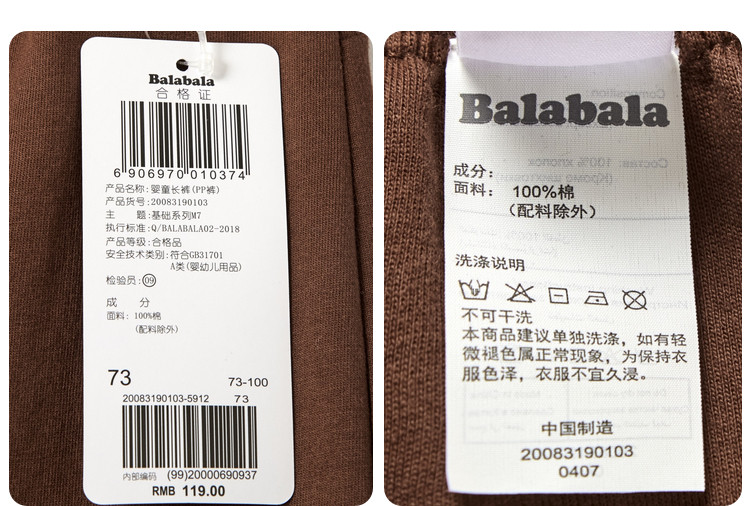 Balabala
合格证
6 906970 010374
产品名称:婴童长裤(PP裤)
产品货号:20083190103
主 题:基础系列M7
执行标准:Q/BALABALA02-2018
产品等级:合格品
安全技术类别:符合GB31701
A类(婴幼儿用品)
检验员:09
成 分
面料: 100%棉
(配料除外)
73 73-100
20083190103-5912 73
内部编码 (99)20000690937
RMB 119.00
Balabala
成分:
面料: 100%棉
(配料除外)
洗涤说明
不可干洗
本商品建议单独洗涤，如有轻
微褪色属正常现象，为保持衣
服色泽，衣服不宜久浸。
中国制造
20083190103
0407